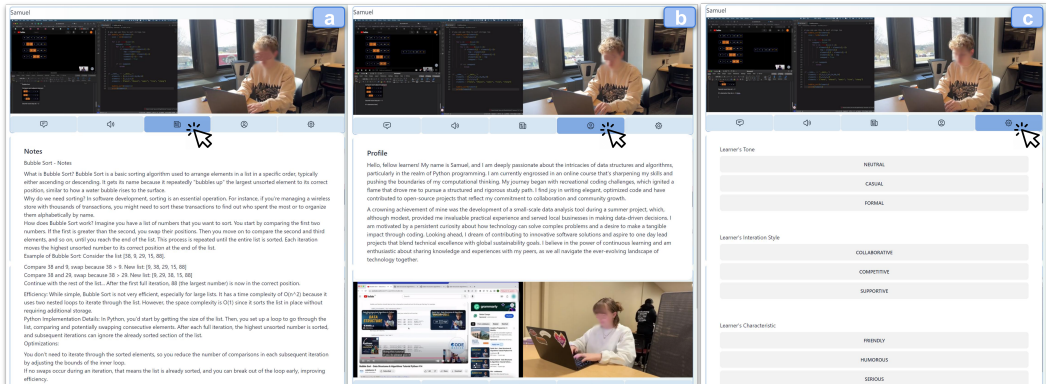 Samuel
a
Notes
Bubble Sort - Notes
What is Bubble Sort? Bubble Sort is a basic sorting algorithm used to arrange elements in a list in a specific order, typically
either ascending or descending. It gets its name because it repeatedly "bubbles up" the largest unsorted element to its correct
position, similar to how a water bubble rises to the surface.
Why do we need sorting? In software development, sorting is an essential operation. For instance, if you're managing a wireless
store with thousands of transactions, you might need to sort these transactions to find out who spent the most or to organize
them alphabetically by name.
How does Bubble Sort work? Imagine you have a list of numbers that you want to sort. You start by comparing the first two
numbers. If the first is greater than the second, you swap their positions. Then you move on to compare the second and third
elements, and so on, until you reach the end of the list. This process is repeated until the entire list is sorted. Each iteration
moves the highest unsorted number to its correct position at the end of the list.
Example of Bubble Sort: Consider the list [38, 9, 29, 15, 88].
Compare 38 and 9, swap because 38 > 9. New list: [9, 38, 29, 15, 88]
Compare 38 and 29, swap because 38 > 29. New list: [9, 29, 38, 15, 88]
Continue with the rest of the list... After the first full iteration, 88 (the largest number) is now in the correct position.
Efficiency: While simple, Bubble Sort is not very efficient, especially for large lists. It has a time complexity of O(n^2) because it
uses two nested loops to iterate through the list. However, the space complexity is O(1) since it sorts the list in place without
requiring additional storage.
Python Implementation Details: In Python, you'd start by getting the size of the list. Then, you set up a loop to go through the
list, comparing and potentially swapping consecutive elements. After each full iteration, the highest unsorted number is sorted,
and subsequent iterations can ignore the already sorted section of the list.
Optimizations:
You don't need to iterate through the sorted elements, so you reduce the number of comparisons in each subsequent iteration
by adjusting the bounds of the inner loop.
If no swaps occur during an iteration, that means the list is already sorted, and you can break out of the loop early, improving
efficiency.
Samuel
b
Profile
Hello, fellow learners! My name is Samuel, and I am deeply passionate about the intricacies of data structures and algorithms,
particularly in the realm of Python programming. I am currently engrossed in an online course that's sharpening my skills and
pushing the boundaries of my computational thinking. My journey began with recreational coding challenges, which ignited a
flame that drove me to pursue a structured and rigorous study path. I find joy in writing elegant, optimized code and have
contributed to open-source projects that reflect my commitment to collaboration and community growth.
A crowning achievement of mine was the development of a small-scale data analysis tool during a summer project, which,
although modest, provided me invaluable practical experience and served local businesses in making data-driven decisions. I
am motivated by a persistent curiosity about how technology can solve complex problems and a desire to make a tangible
impact through coding. Looking ahead, I dream of contributing to innovative software solutions and aspire to one day lead
projects that blend technical excellence with global sustainability goals. I believe in the power of continuous learning and am
enthusiastic about sharing knowledge and experiences with my peers, as we all navigate the ever-evolving landscape of
technology together.
Samuel
c
Learner's Tone
NEUTRAL
CASUAL
FORMAL
Learner's Interation Style
COLLABORATIVE
COMPETITIVE
SUPPORTIVE
Learner's Characteristic
FRIENDLY
HUMOROUS
SERIOUS